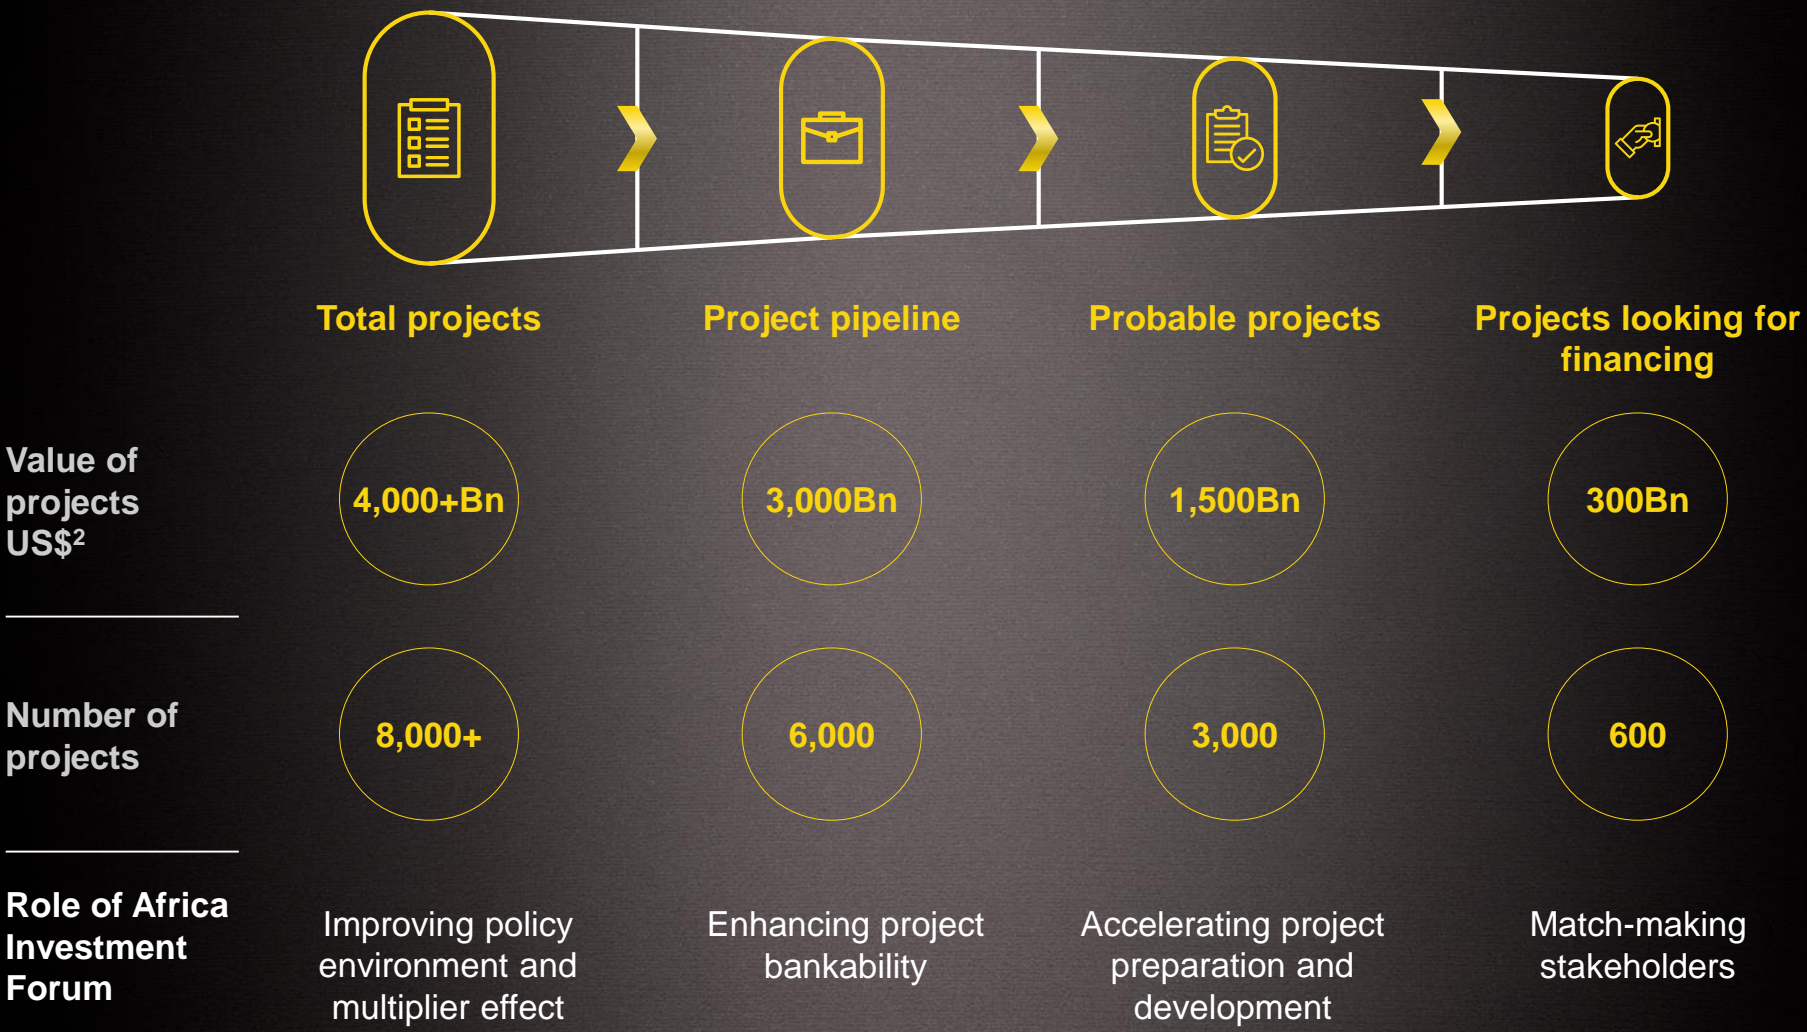 Total projects
Project pipeline
Probable projects
Projects looking for
financing
Value of
projects
US$²
4,000+Bn
3,000Bn
1,500Bn
300Bn
Number of
projects
8,000+
6,000
3,000
600
Role of Africa
Investment
Forum
Improving policy
environment and
multiplier effect
Enhancing project
bankability
Accelerating project
preparation and
development
Match-making
stakeholders